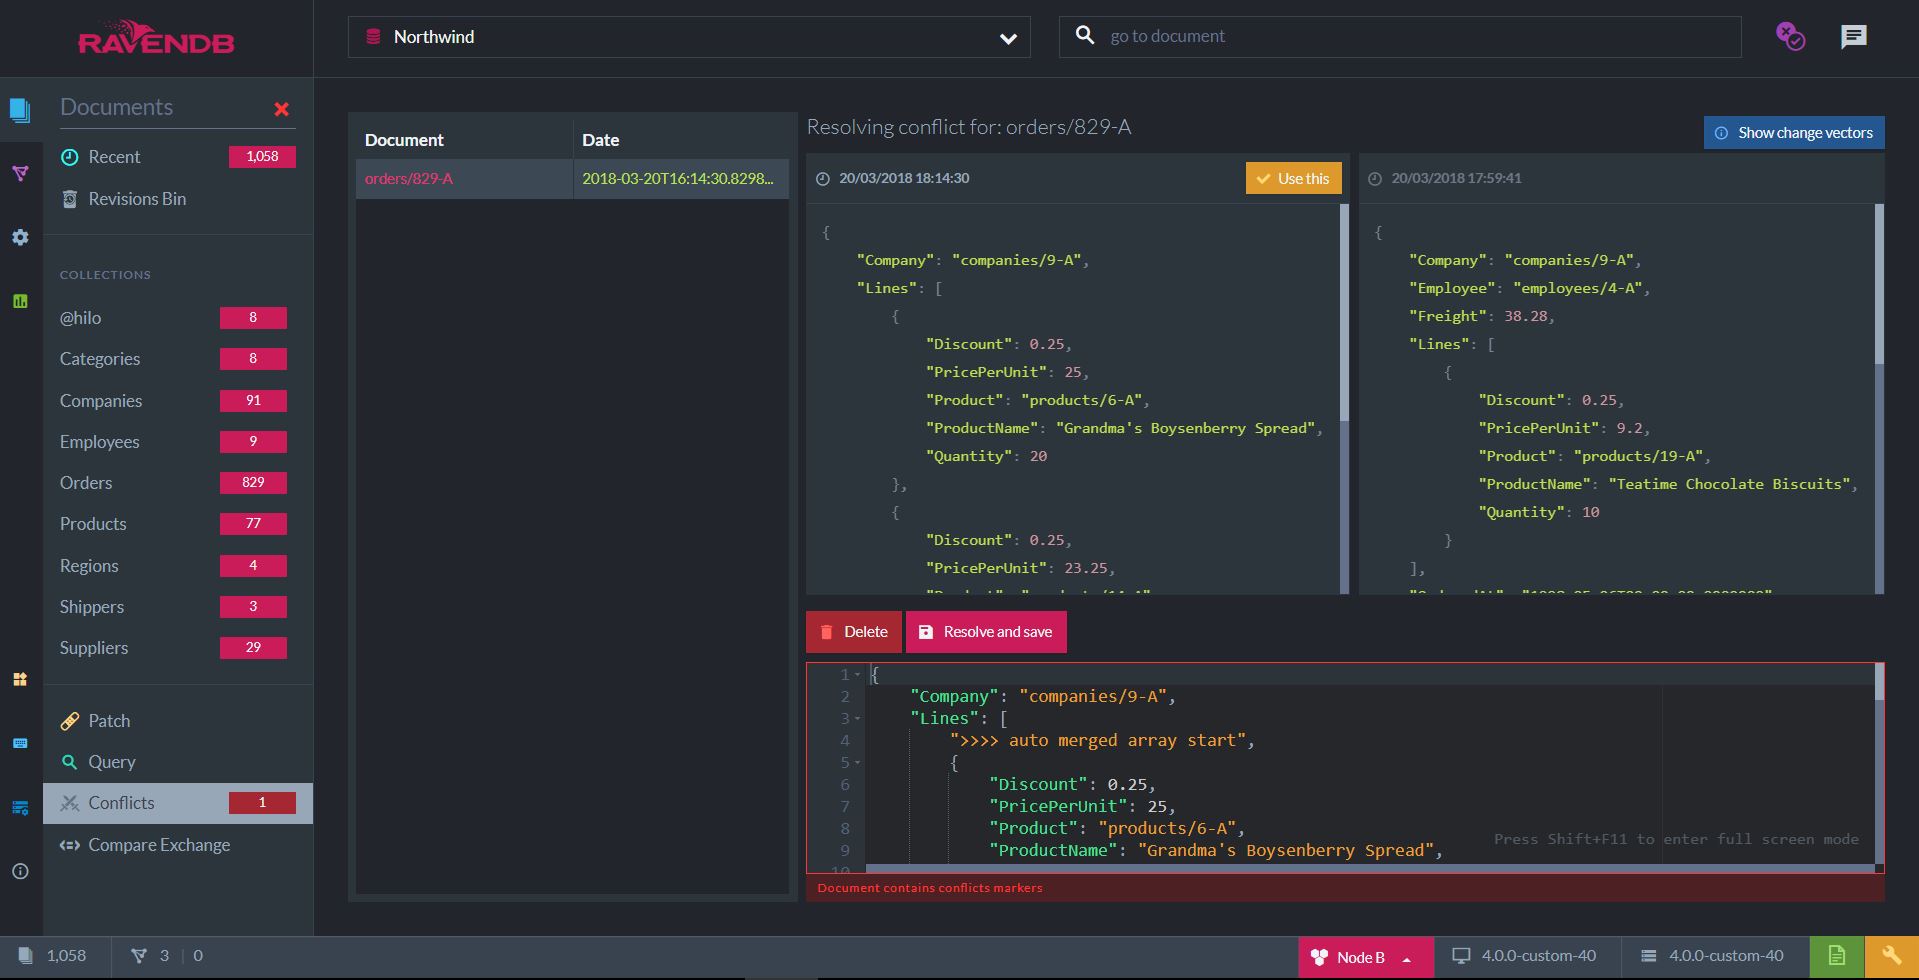 RAVENDB
Northwind
go to document
Documents
Recent 1,058
Revisions Bin
COLLECTIONS
@hilo 8
Categories 8
Companies 91
Employees 9
Orders 829
Products 77
Regions 4
Shippers 3
Suppliers 29
Patch
Query
Conflicts 1
Compare Exchange
Document Date
orders/829-A 2018-03-20T16:14:30.8298...
Resolving conflict for: orders/829-A
Show change vectors
20/03/2018 18:14:30
Use this
{
"Company": "companies/9-A",
"Lines": [
{
"Discount": 0.25,
"PricePerUnit": 25,
"Product": "products/6-A",
"ProductName": "Grandma's Boysenberry Spread",
"Quantity": 20
},
{
"Discount": 0.25,
"PricePerUnit": 23.25,
20/03/2018 17:59:41
{
"Company": "companies/9-A",
"Employee": "employees/4-A",
"Freight": 38.28,
"Lines": [
{
"Discount": 0.25,
"PricePerUnit": 9.2,
"Product": "products/19-A",
"ProductName": "Teatime Chocolate Biscuits",
"Quantity": 10
}
],
Delete
Resolve and save
1 {
2 "Company": "companies/9-A",
3 "Lines": [
4 ">>>> auto merged array start",
5 {
6 "Discount": 0.25,
7 "PricePerUnit": 25,
8 "Product": "products/6-A",
9 "ProductName": "Grandma's Boysenberry Spread",
10
Press Shift+F11 to enter full screen mode
Document contains conflicts markers
1,058
3 | 0
Node B
4.0.0-custom-40
4.0.0-custom-40